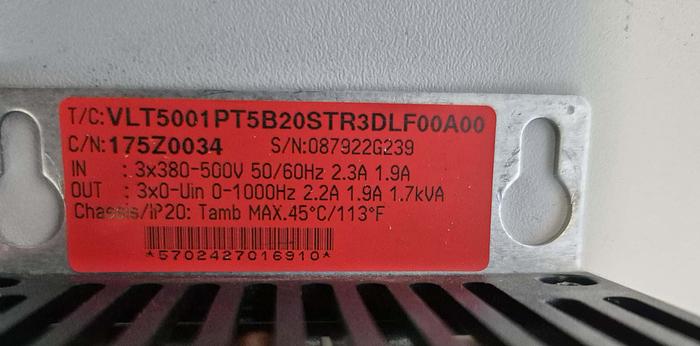 T/C:VLT5001PT5B20STR3DLF00A00
C/N:175Z0034 S/N:087922G239
IN : 3x380-500V 50/60Hz 2.3A 1.9A
OUT : 3x0-Uin 0-1000Hz 2.2A 1.9A 1.7kVA
Chassis/IP20: Tamb MAX.45°C/113°F
*5702427016910*